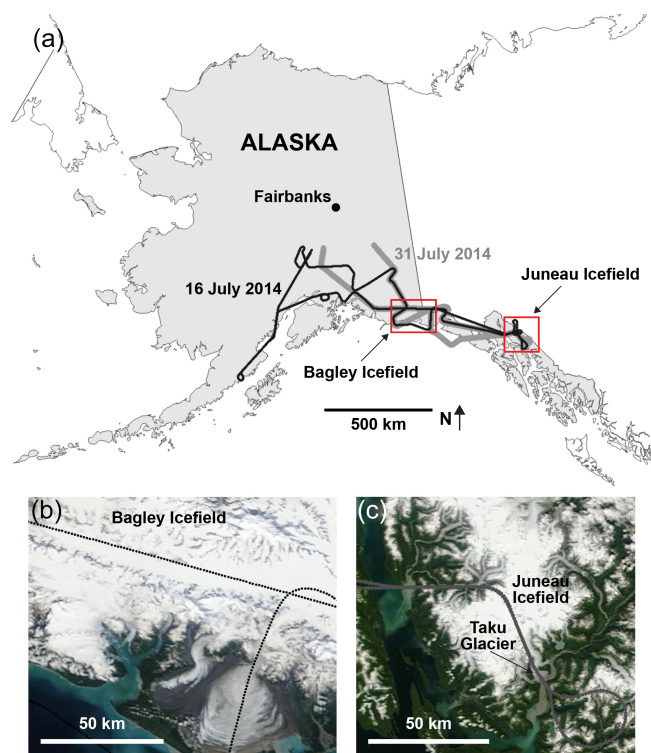 (a)
ALASKA
Fairbanks
31 July 2014
16 July 2014
Juneau Icefield
Bagley Icefield
500 km
N
(b)
Bagley Icefield
50 km
(c)
Juneau
Icefield
Taku
Glacier
50 km